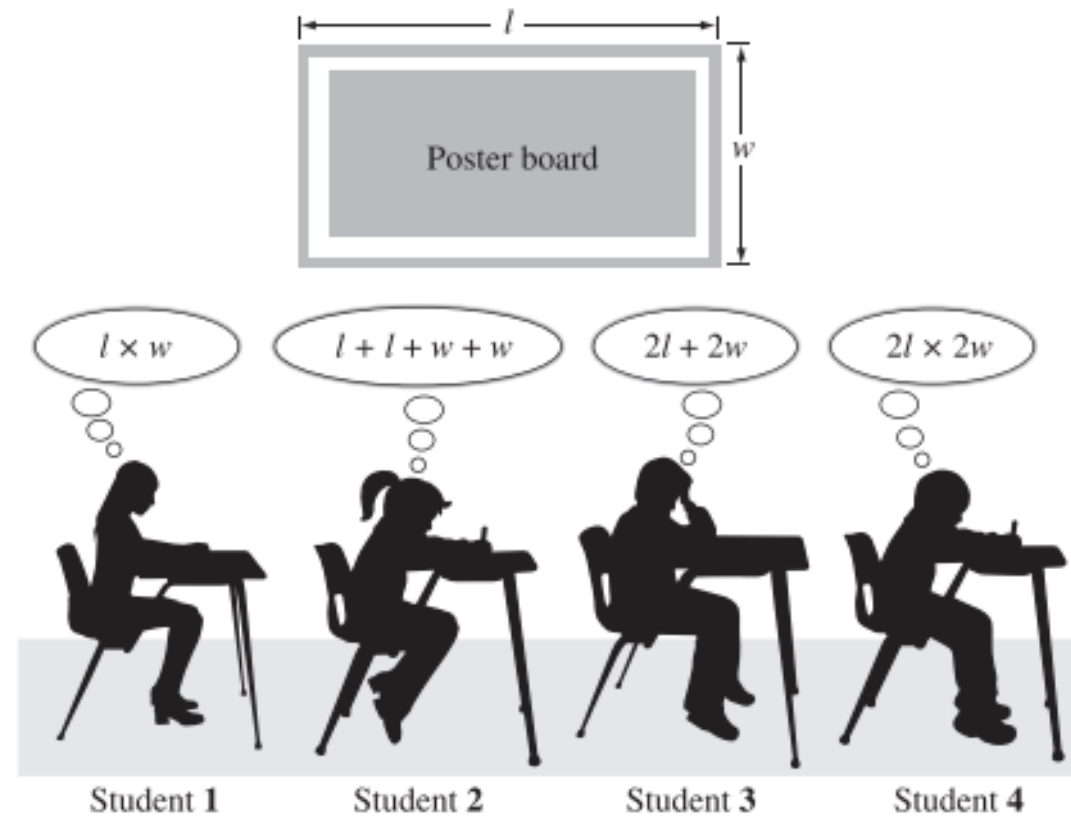 l
Poster board
w
l × w
l + l + w + w
2l + 2w
2l × 2w
Student 1
Student 2
Student 3
Student 4